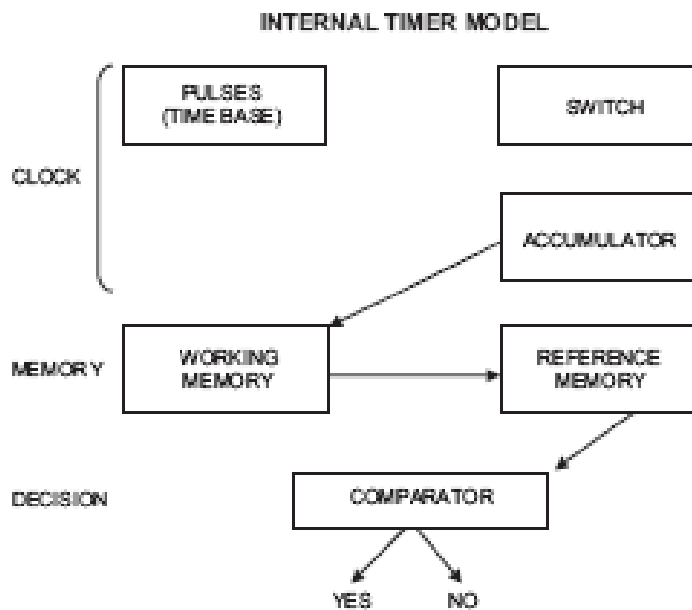 INTERNAL TIMER MODEL
PULSES
(TIME BASE)
SWITCH
CLOCK
ACCUMULATOR
MEMORY
WORKING
MEMORY
REFERENCE
MEMORY
DECISION
COMPARATOR
YES
NO